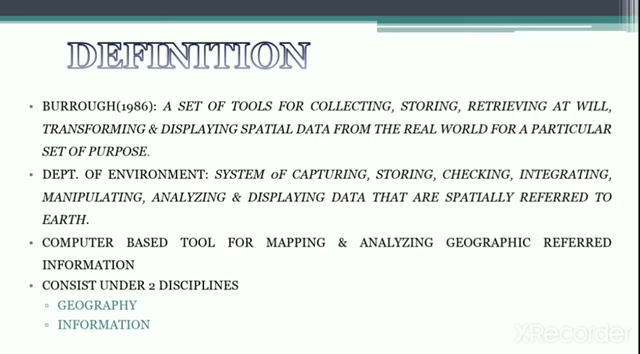 DEFINITION
• BURROUGH(1986): A SET OF TOOLS FOR COLLECTING, STORING, RETRIEVING AT WILL,
TRANSFORMING & DISPLAYING SPATIAL DATA FROM THE REAL WORLD FOR A PARTICULAR
SET OF PURPOSE.
• DEPT. OF ENVIRONMENT: SYSTEM oF CAPTURING, STORING, CHECKING, INTEGRATING,
MANIPULATING, ANALYZING & DISPLAYING DATA THAT ARE SPATIALLY REFERRED TO
EARTH.
• COMPUTER BASED TOOL FOR MAPPING & ANALYZING GEOGRAPHIC REFERRED
INFORMATION
• CONSIST UNDER 2 DISCIPLINES
▫ GEOGRAPHY
▫ INFORMATION
XRecorder